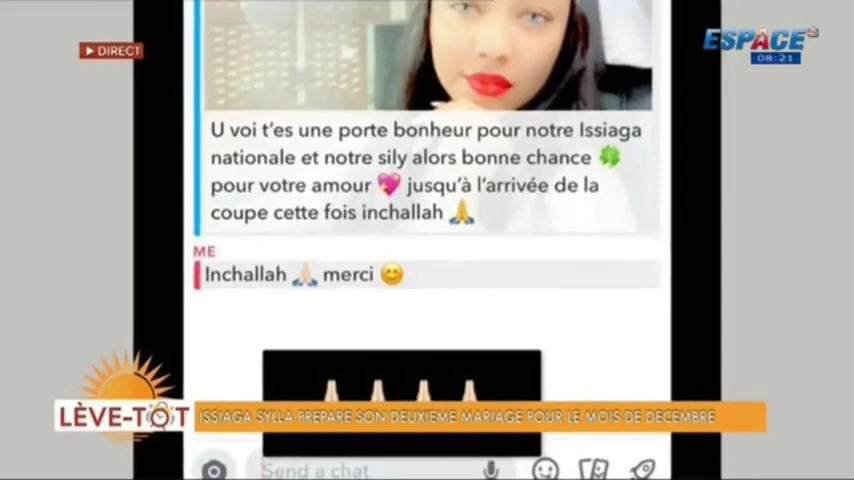 DIRECT
ESPACE TV
08:21
U voi t'es une porte bonheur pour notre Issiaga
nationale et notre sily alors bonne chance 🍀
pour votre amour 💖 jusqu'à l'arrivée de la
coupe cette fois inchallah 🙏
ME
Inchallah 🙏🏻 merci 😊
LÈVE-TÔT
ISSIAGA SYLLA PREPARE SON DEUXIEME MARIAGE POUR LE MOIS DE DECEMBRE
Send a chat